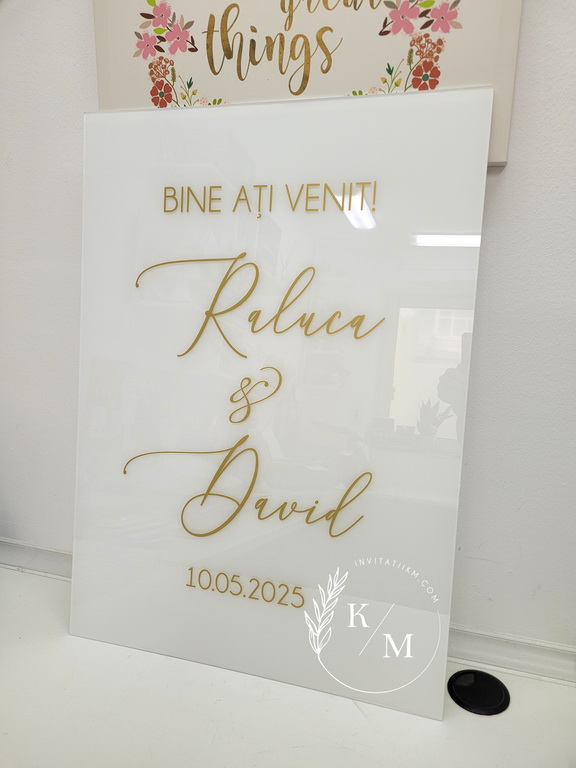 great
things
BINE AȚI VENIT!
Raluca
&
David
10.05.2025
INVITATIIKM.COM
K/M